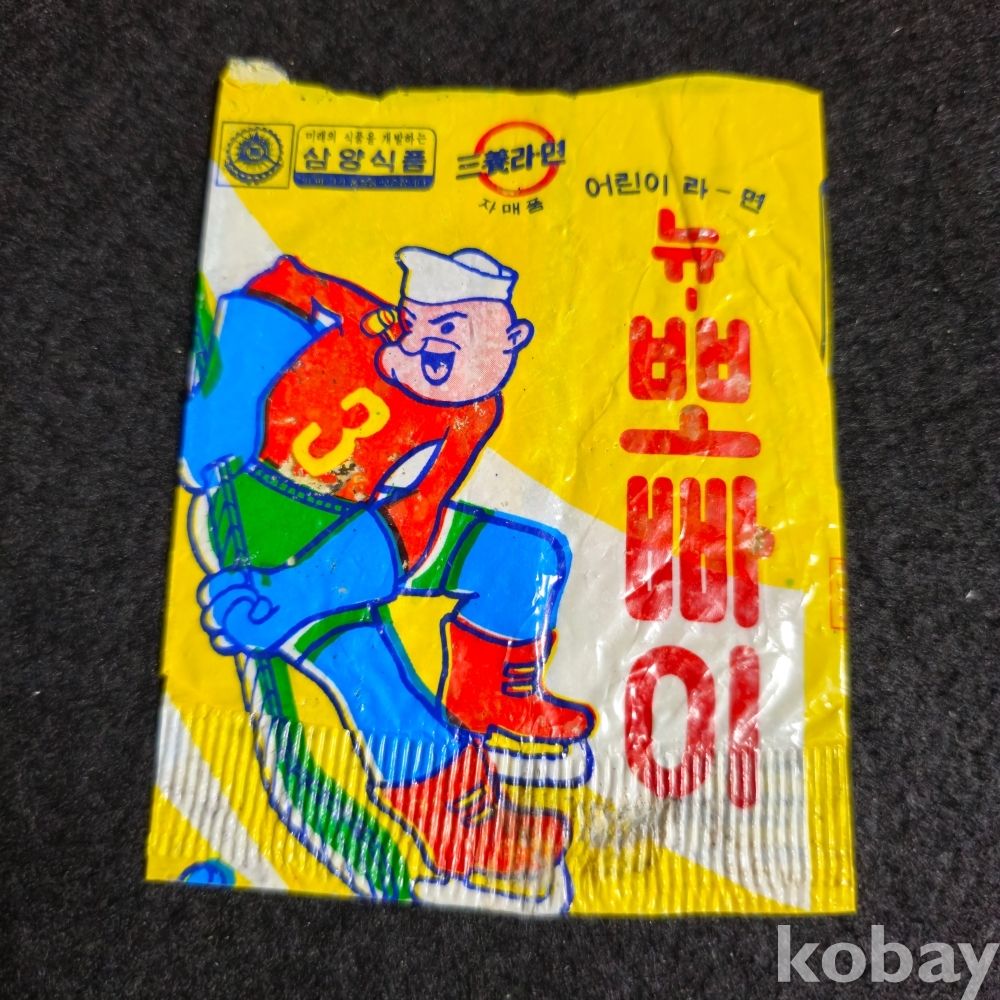 미래의 식품을 개발하는
삼양식품
三養라면
자매품
어린이 라-면
뉴-뽀빠이
3
kobay